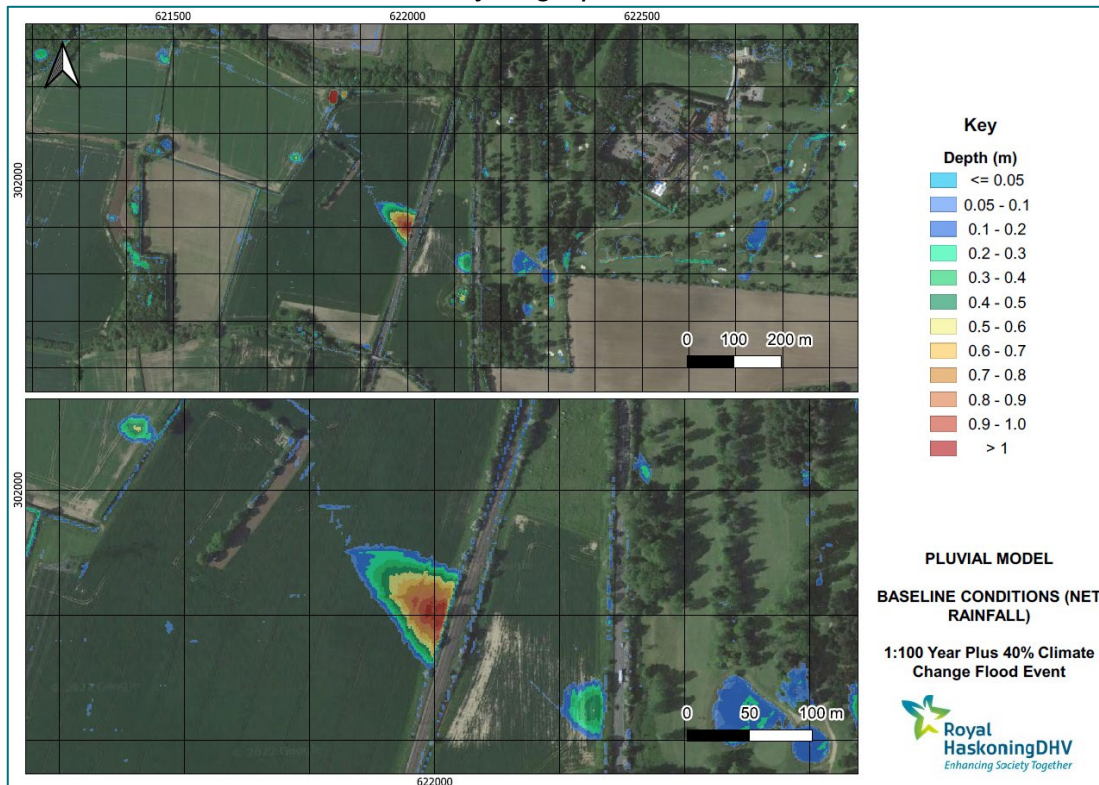 621500
622000
622500
302000
0 100 200 m
302000
0 50 100 m
622000
© 2022 Google
Key
Depth (m)
<= 0.05
0.05 - 0.1
0.1 - 0.2
0.2 - 0.3
0.3 - 0.4
0.4 - 0.5
0.5 - 0.6
0.6 - 0.7
0.7 - 0.8
0.8 - 0.9
0.9 - 1.0
> 1
PLUVIAL MODEL
BASELINE CONDITIONS (NET
RAINFALL)
1:100 Year Plus 40% Climate
Change Flood Event
Royal
HaskoningDHV
Enhancing Society Together